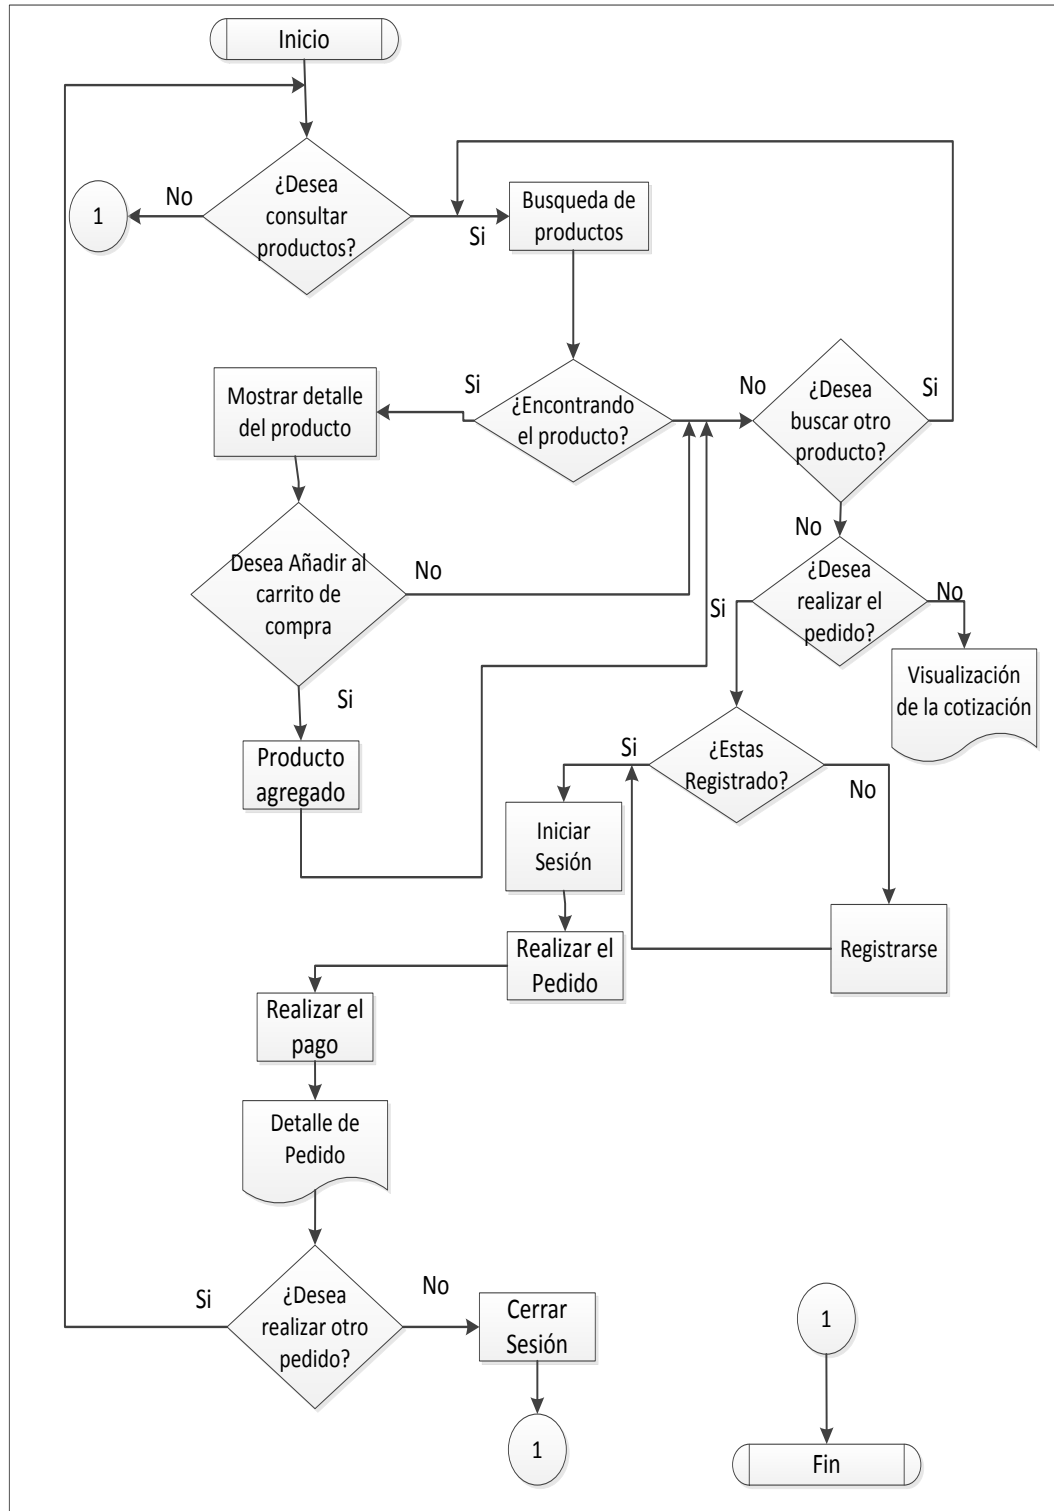 Inicio
¿Desea
consultar
productos?
No
1
Si
Busqueda de
productos
Mostrar detalle
del producto
Si
¿Encontrando
el producto?
No
¿Desea
buscar otro
producto?
Si
No
Desea Añadir al
carrito de
compra
No
Si
¿Desea
realizar el
pedido?
No
Si
Visualización
de la cotización
Producto
agregado
Si
¿Estas
Registrado?
No
Iniciar
Sesión
Registrarse
Realizar el
Pedido
Realizar el
pago
Detalle de
Pedido
Si
¿Desea
realizar otro
pedido?
No
Cerrar
Sesión
1
1
Fin